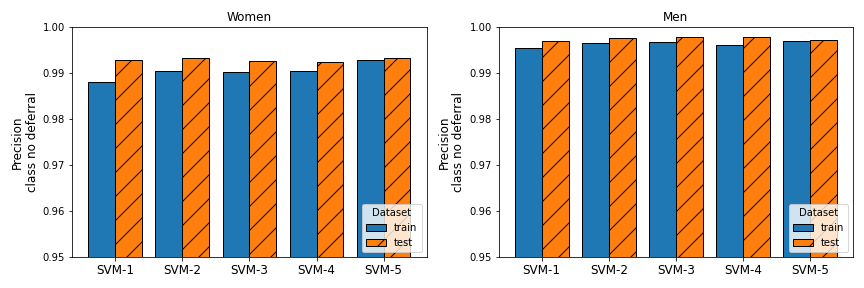 Women
Precision
class no deferral
1.00
0.99
0.98
0.97
0.96
0.95
SVM-1 SVM-2 SVM-3 SVM-4 SVM-5
Dataset
train
test
Men
Precision
class no deferral
1.00
0.99
0.98
0.97
0.96
0.95
SVM-1 SVM-2 SVM-3 SVM-4 SVM-5
Dataset
train
test